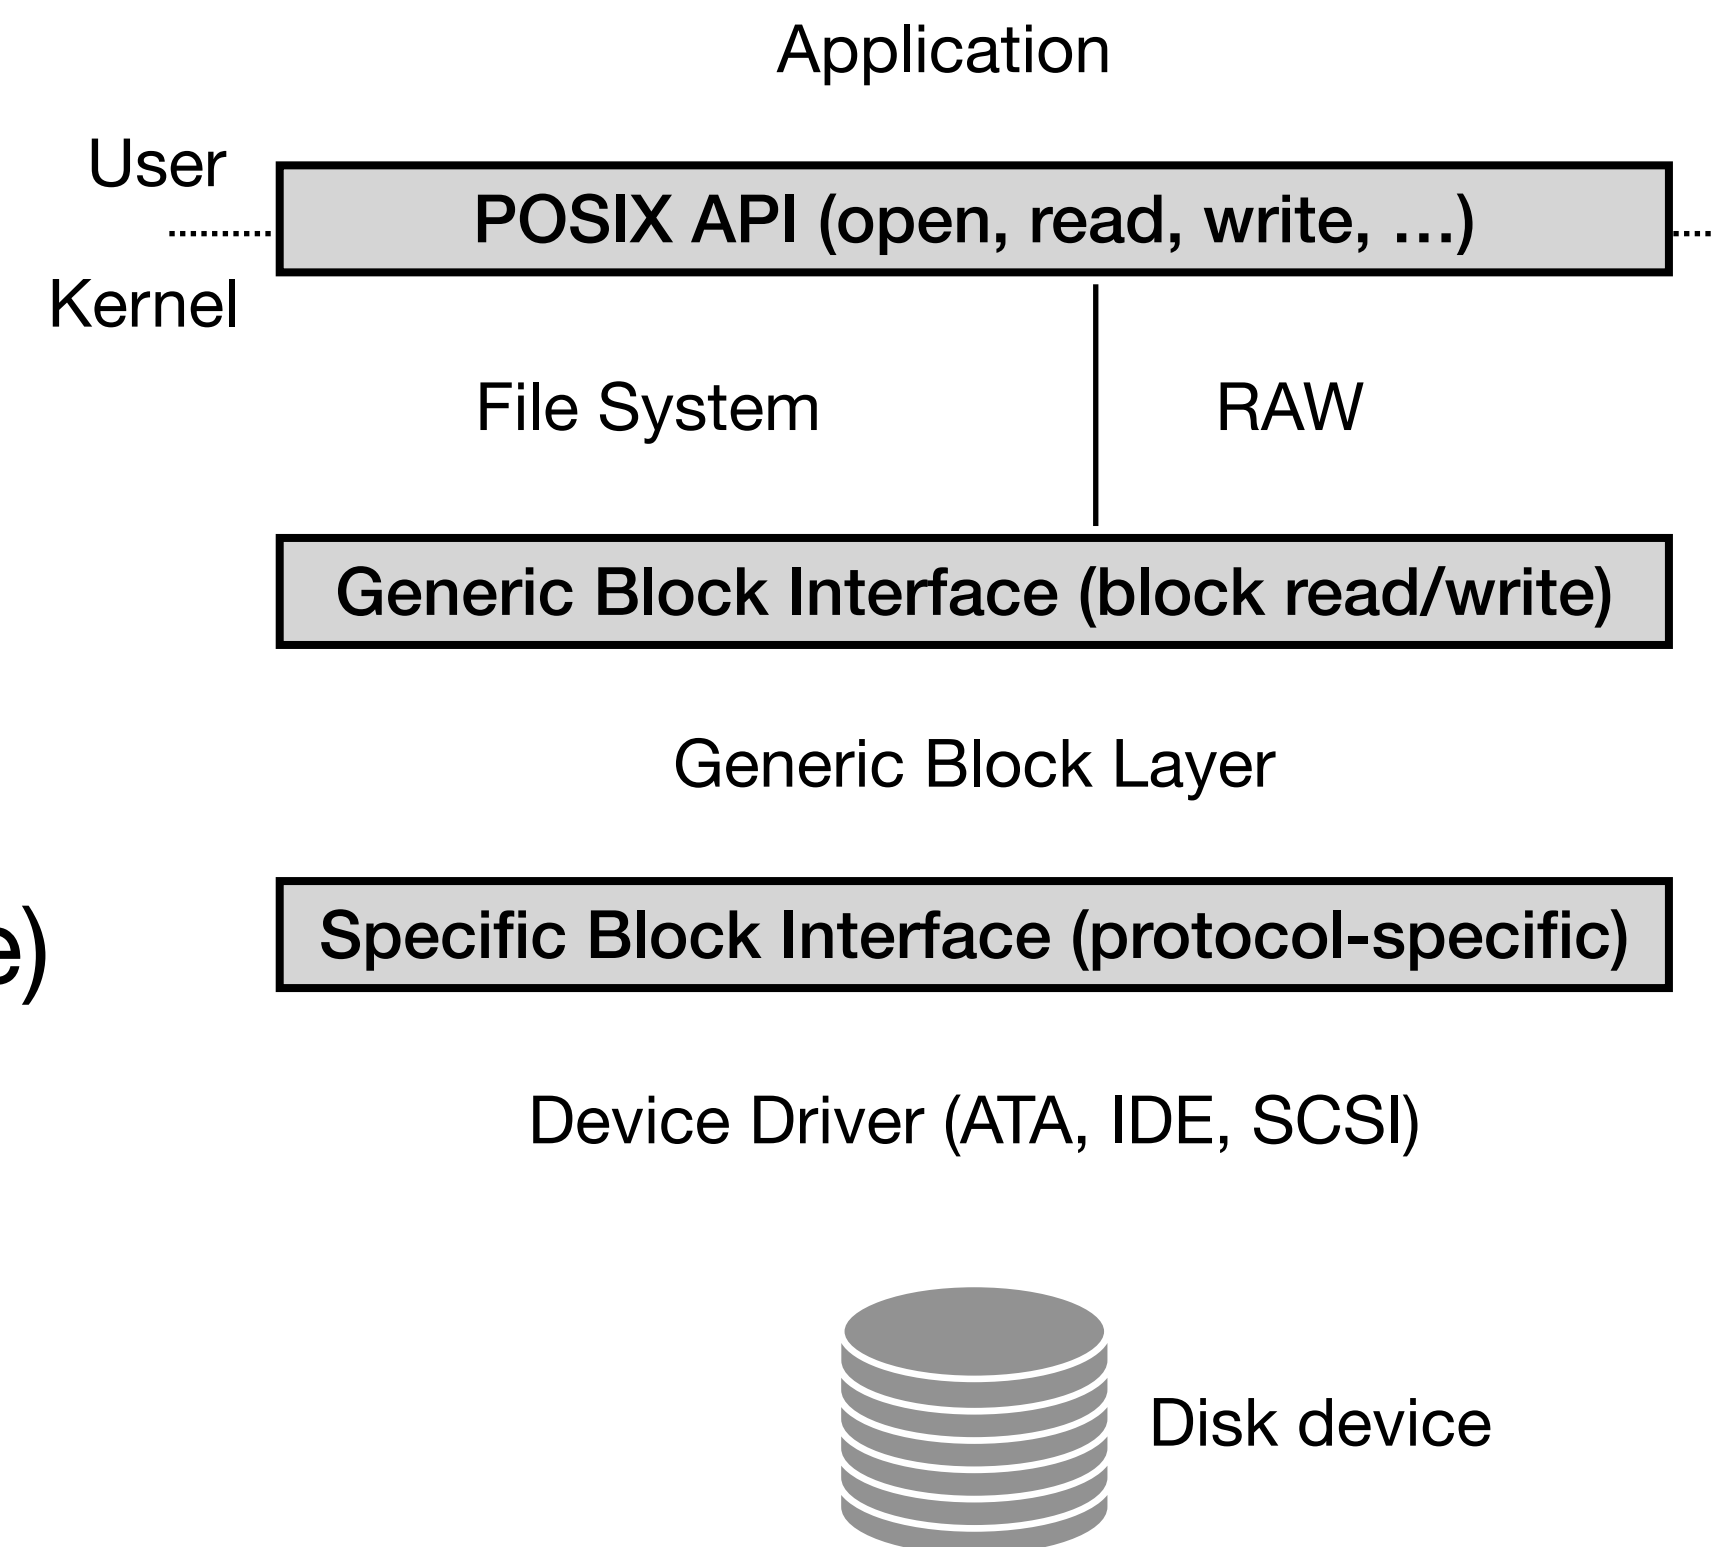 Application
User
POSIX API (open, read, write, …)
Kernel
File System
RAW
Generic Block Interface (block read/write)
Generic Block Layer
e)
Specific Block Interface (protocol-specific)
Device Driver (ATA, IDE, SCSI)
Disk device